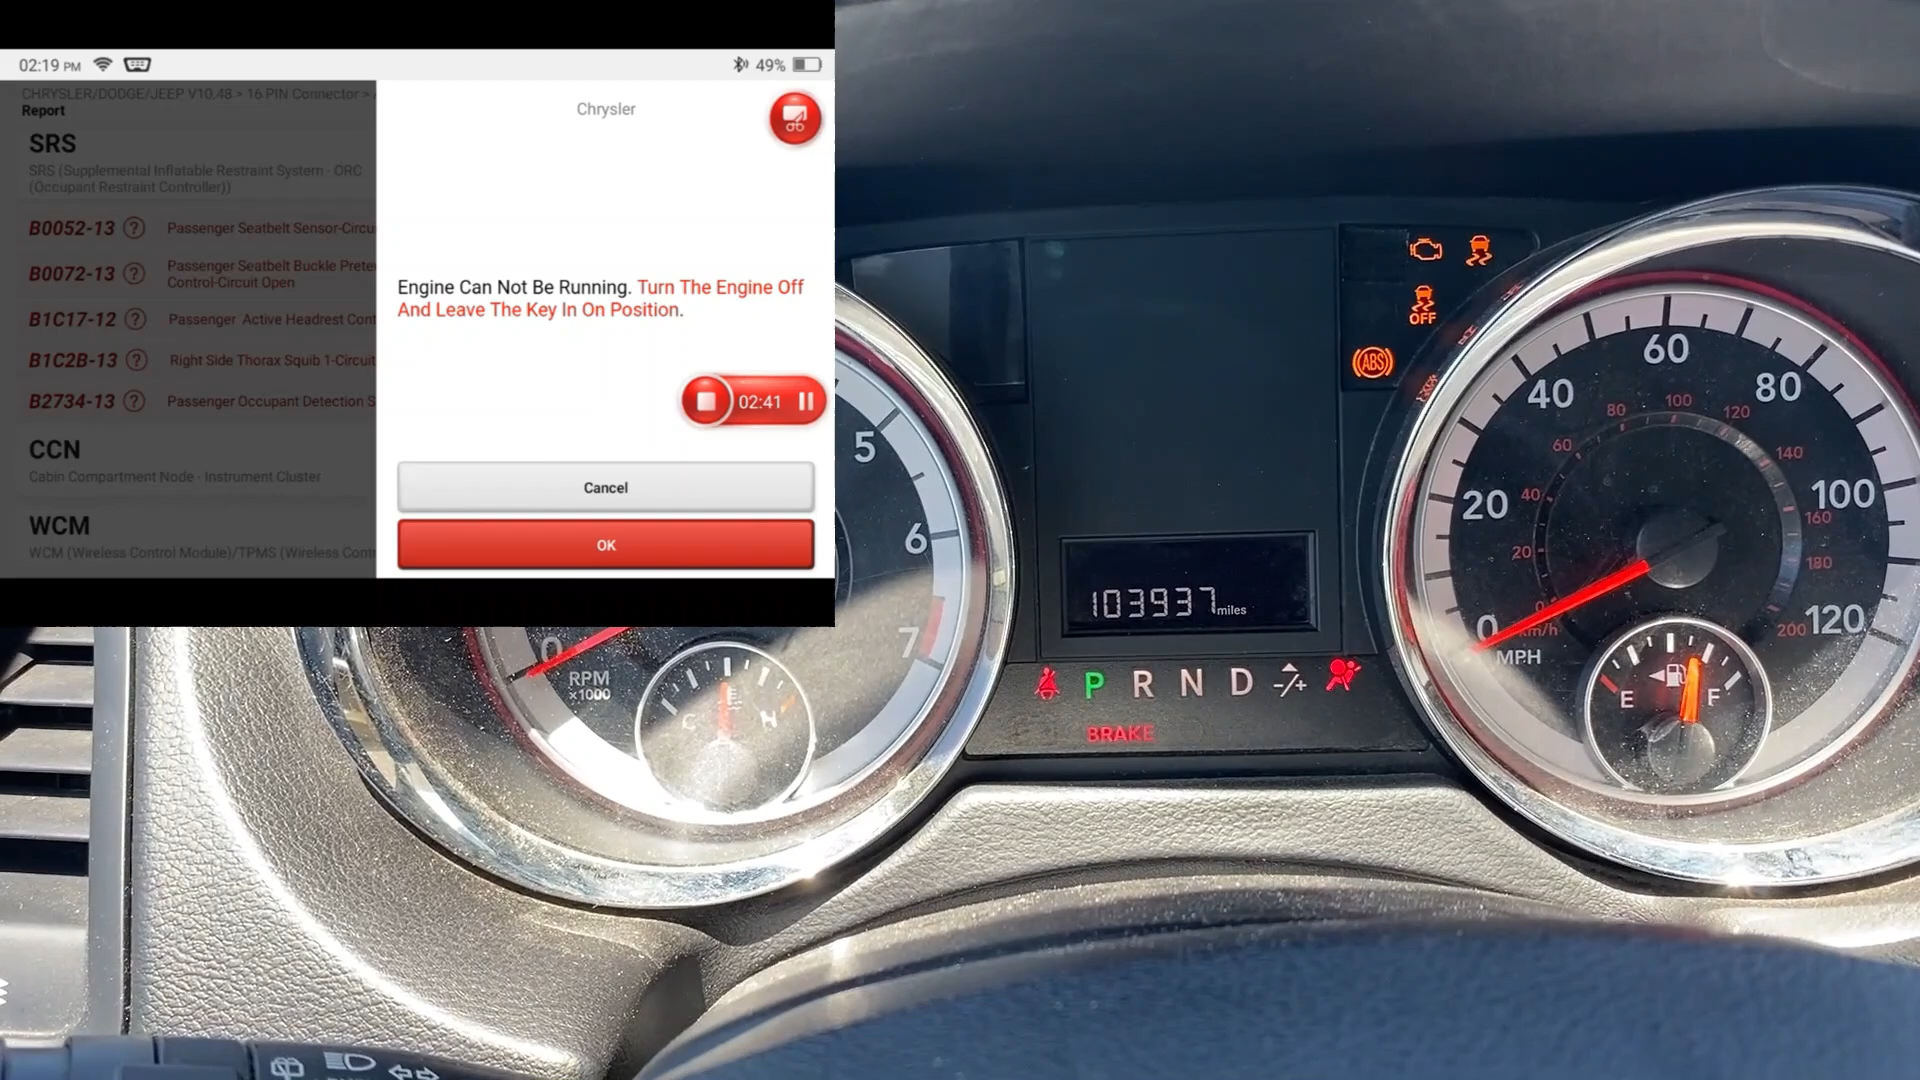 02:19 PM
49%
CHRYSLER/DODGE/JEEP V10.48 > 16 PIN Connector >
Report
Chrysler
SRS
SRS (Supplemental Inflatable Restraint System - ORC
(Occupant Restraint Controller))
B0052-13 ? Passenger Seatbelt Sensor-Circu
B0072-13 ? Passenger Seatbelt Buckle Prete
Control-Circuit Open
B1C17-12 ? Passenger Active Headrest Cont
B1C2B-13 ? Right Side Thorax Squib 1-Circuit
B2734-13 ? Passenger Occupant Detection S
CCN
Cabin Compartment Node - Instrument Cluster
WCM
WCM (Wireless Control Module)/TPMS (Wireless Contr
Engine Can Not Be Running. Turn The Engine Off
And Leave The Key In On Position.
02:41
Cancel
OK
5
6
7
0
RPM
×1000
C
H
OFF
ABS
103937 miles
P R N D -/+
BRAKE
0
20
40
60
80
100
120
MPH
0
20
40
60
80
100
120
140
160
180
200
km/h
E
F